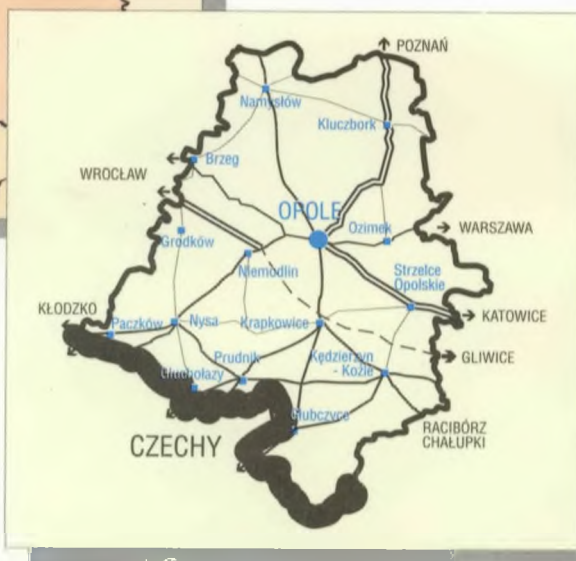 POZNAŃ
Namysłów
Kluczbork
Brzeg
WROCŁAW
OPOLE
Ozimek
WARSZAWA
Grodków
Niemodlin
Strzelce
Opolskie
KŁODZKO
KATOWICE
Paczków
Nysa
Krapkowice
GLIWICE
Prudnik
Kędzierzyn
- Koźle
Głuchołazy
Głubczyce
RACIBÓRZ
CHAŁUPKI
CZECHY